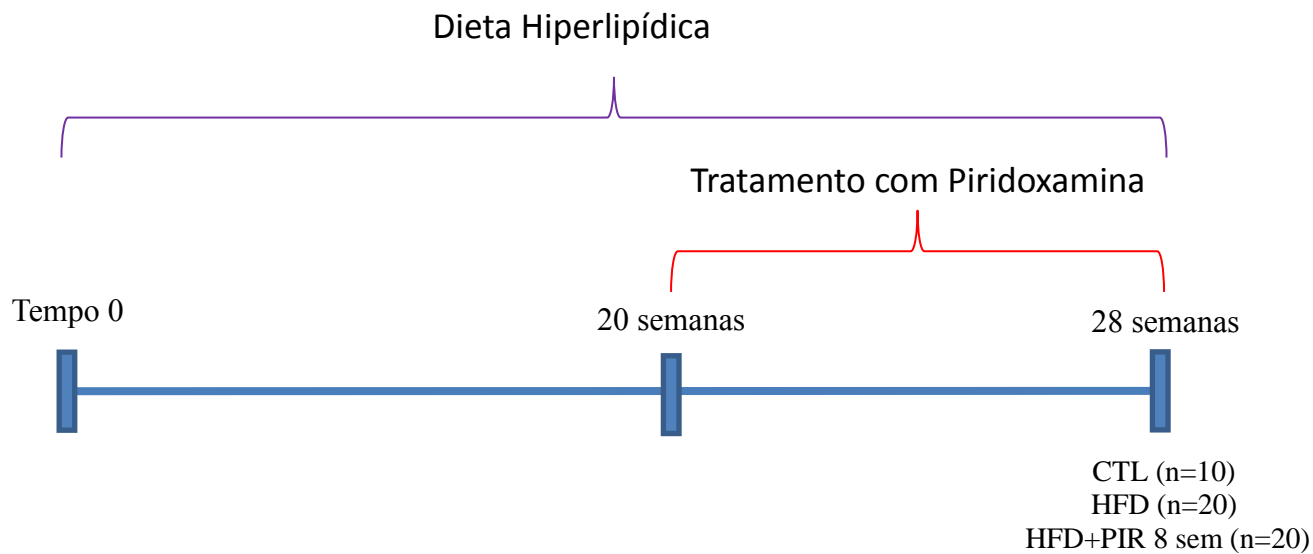 Dieta Hiperlipídica
Tratamento com Piridoxamina
Tempo 0
20 semanas
28 semanas
CTL (n=10)
HFD (n=20)
HFD+PIR 8 sem (n=20)